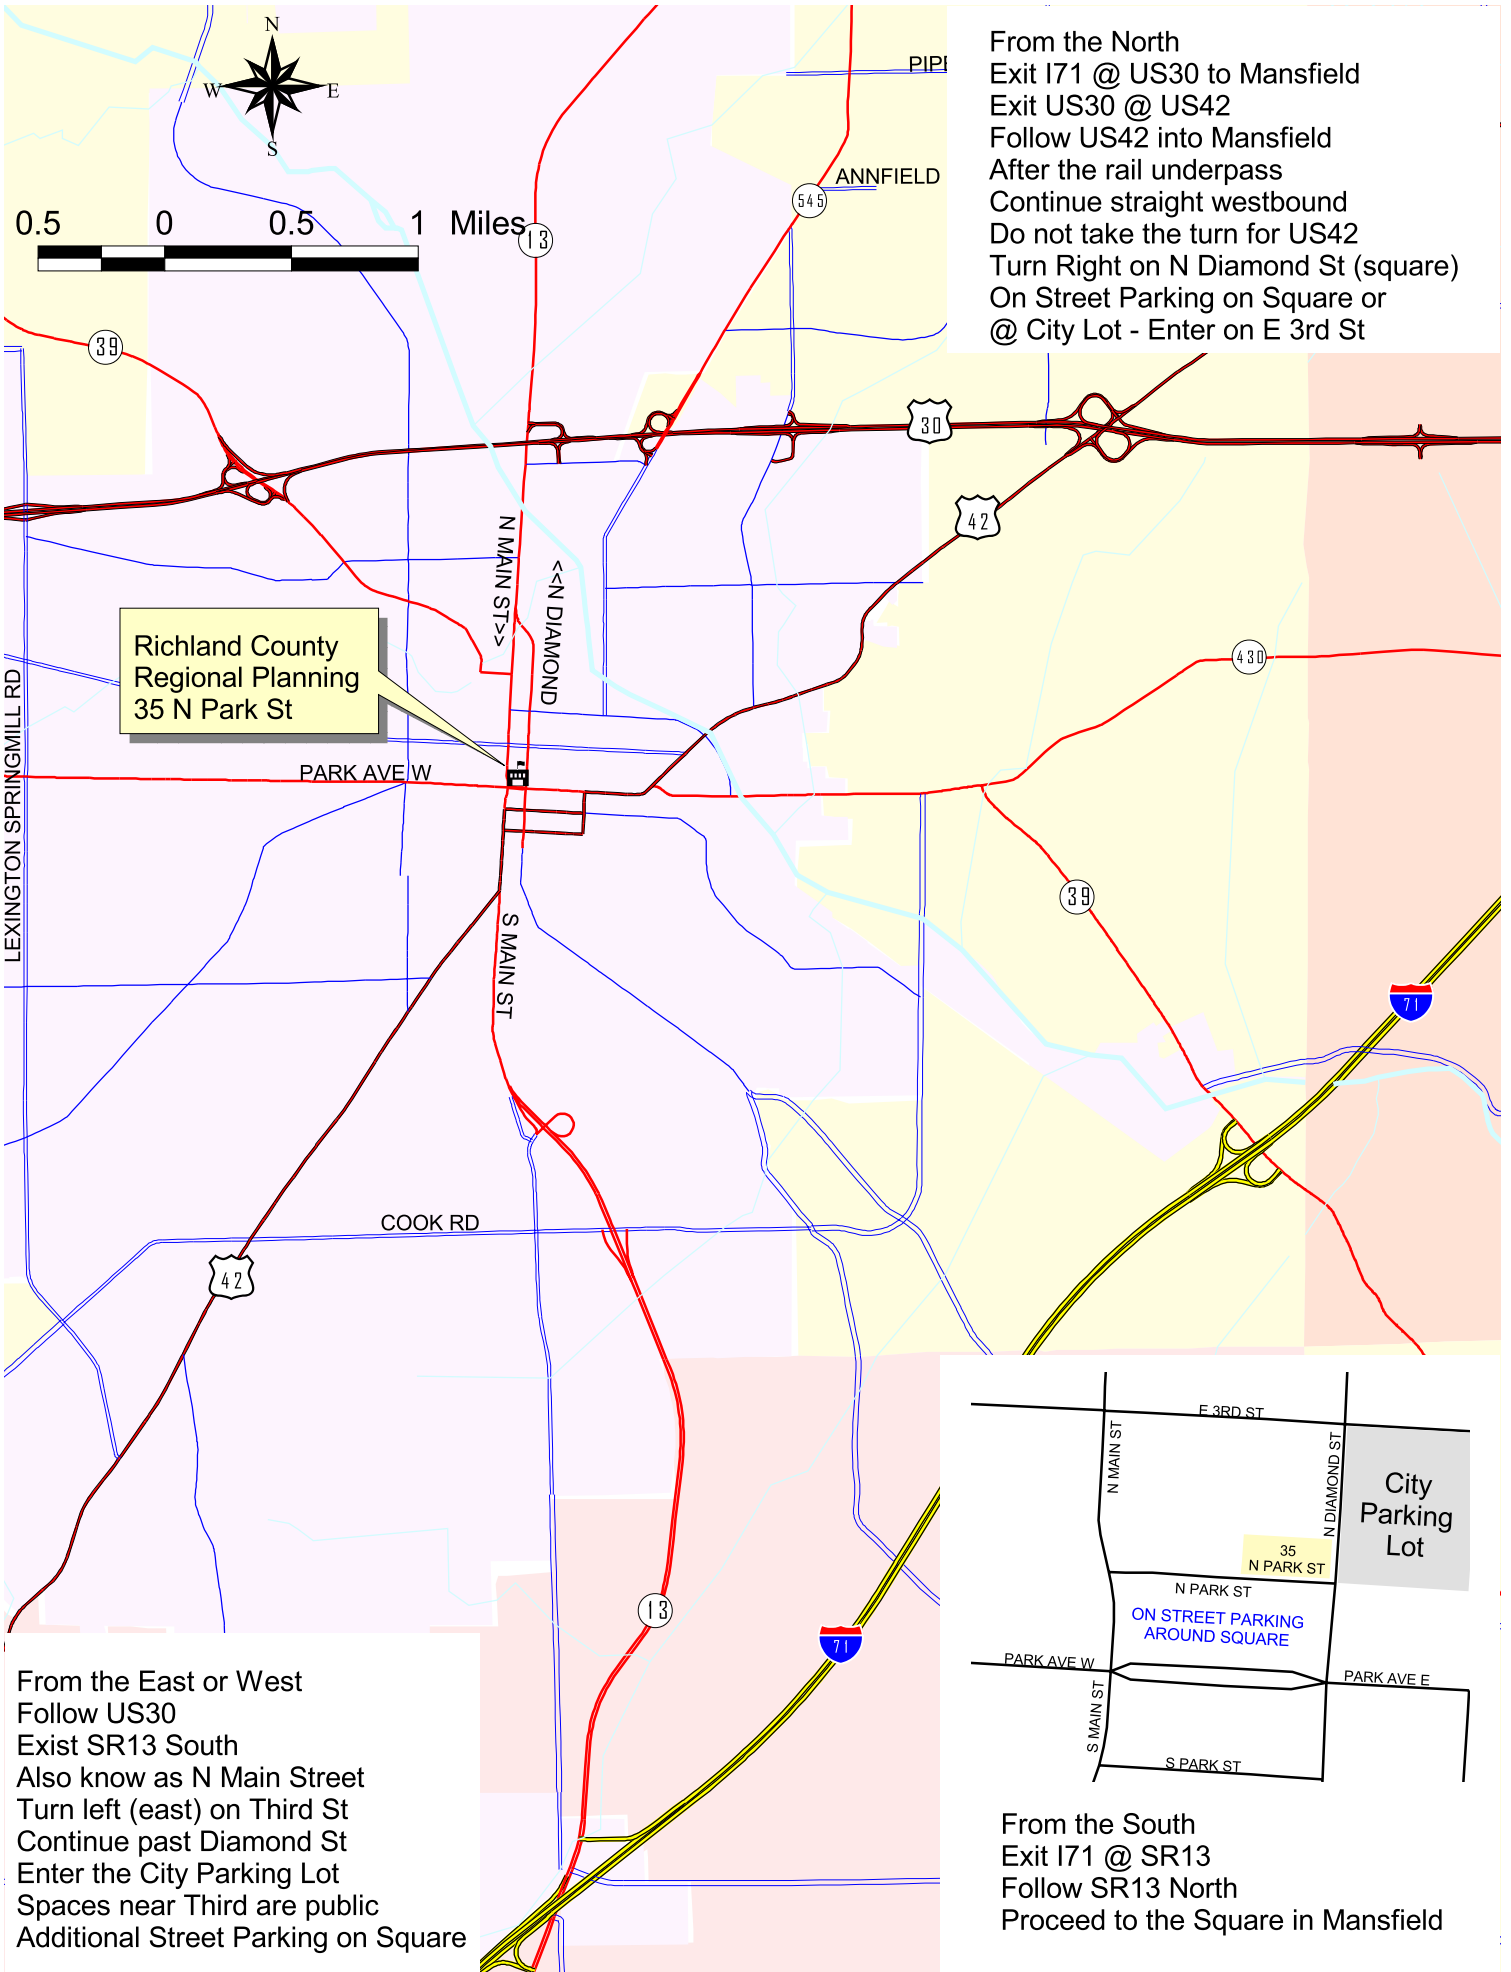 N
W
E
S
0.5 0 0.5 1 Miles
13
545
39
30
42
430
39
71
42
13
71
ANNFIELD
N MAIN ST>>
<<N DIAMOND
Richland County
Regional Planning
35 N Park St
PARK AVE W
LEXINGTON SPRINGMILL RD
S MAIN ST
COOK RD
From the North
Exit I71 @ US30 to Mansfield
Exit US30 @ US42
Follow US42 into Mansfield
After the rail underpass
Continue straight westbound
Do not take the turn for US42
Turn Right on N Diamond St (square)
On Street Parking on Square or
@ City Lot - Enter on E 3rd St
From the East or West
Follow US30
Exist SR13 South
Also know as N Main Street
Turn left (east) on Third St
Continue past Diamond St
Enter the City Parking Lot
Spaces near Third are public
Additional Street Parking on Square
E 3RD ST
N MAIN ST
N DIAMOND ST
City
Parking
Lot
35
N PARK ST
N PARK ST
ON STREET PARKING
AROUND SQUARE
PARK AVE W
PARK AVE E
S MAIN ST
S PARK ST
From the South
Exit I71 @ SR13
Follow SR13 North
Proceed to the Square in Mansfield